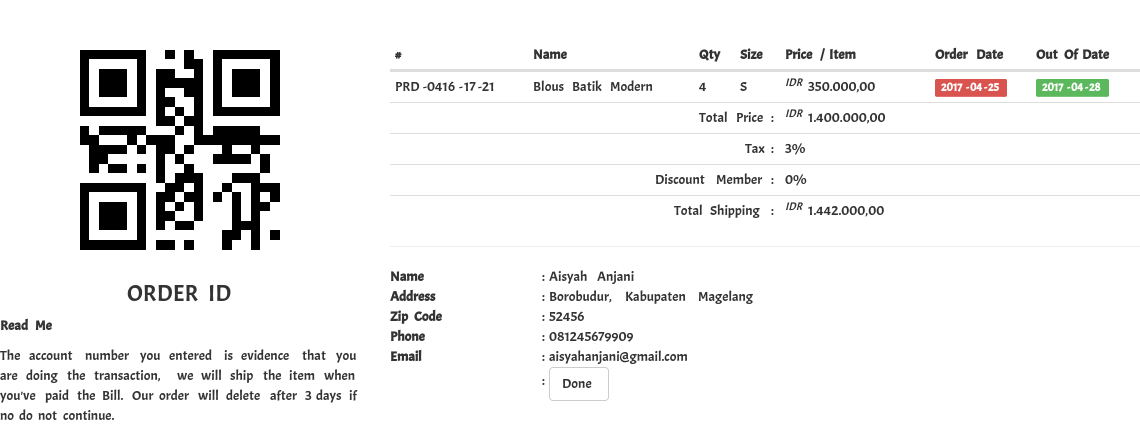 # Name Qty Size Price / Item Order Date Out Of Date
PRD -0416 -17 -21 Blous Batik Modern 4 S IDR 350.000,00 2017 -04 -25 2017 -04 -28
Total Price : IDR 1.400.000,00
Tax : 3%
Discount Member : 0%
Total Shipping : IDR 1.442.000,00
ORDER ID
Read Me
The account number you entered is evidence that you
are doing the transaction, we will ship the item when
you've paid the Bill. Our order will delete after 3 days if
no do not continue.
Name : Aisyah Anjani
Address : Borobudur, Kabupaten Magelang
Zip Code : 52456
Phone : 081245679909
Email : aisyahanjani@gmail.com
: Done